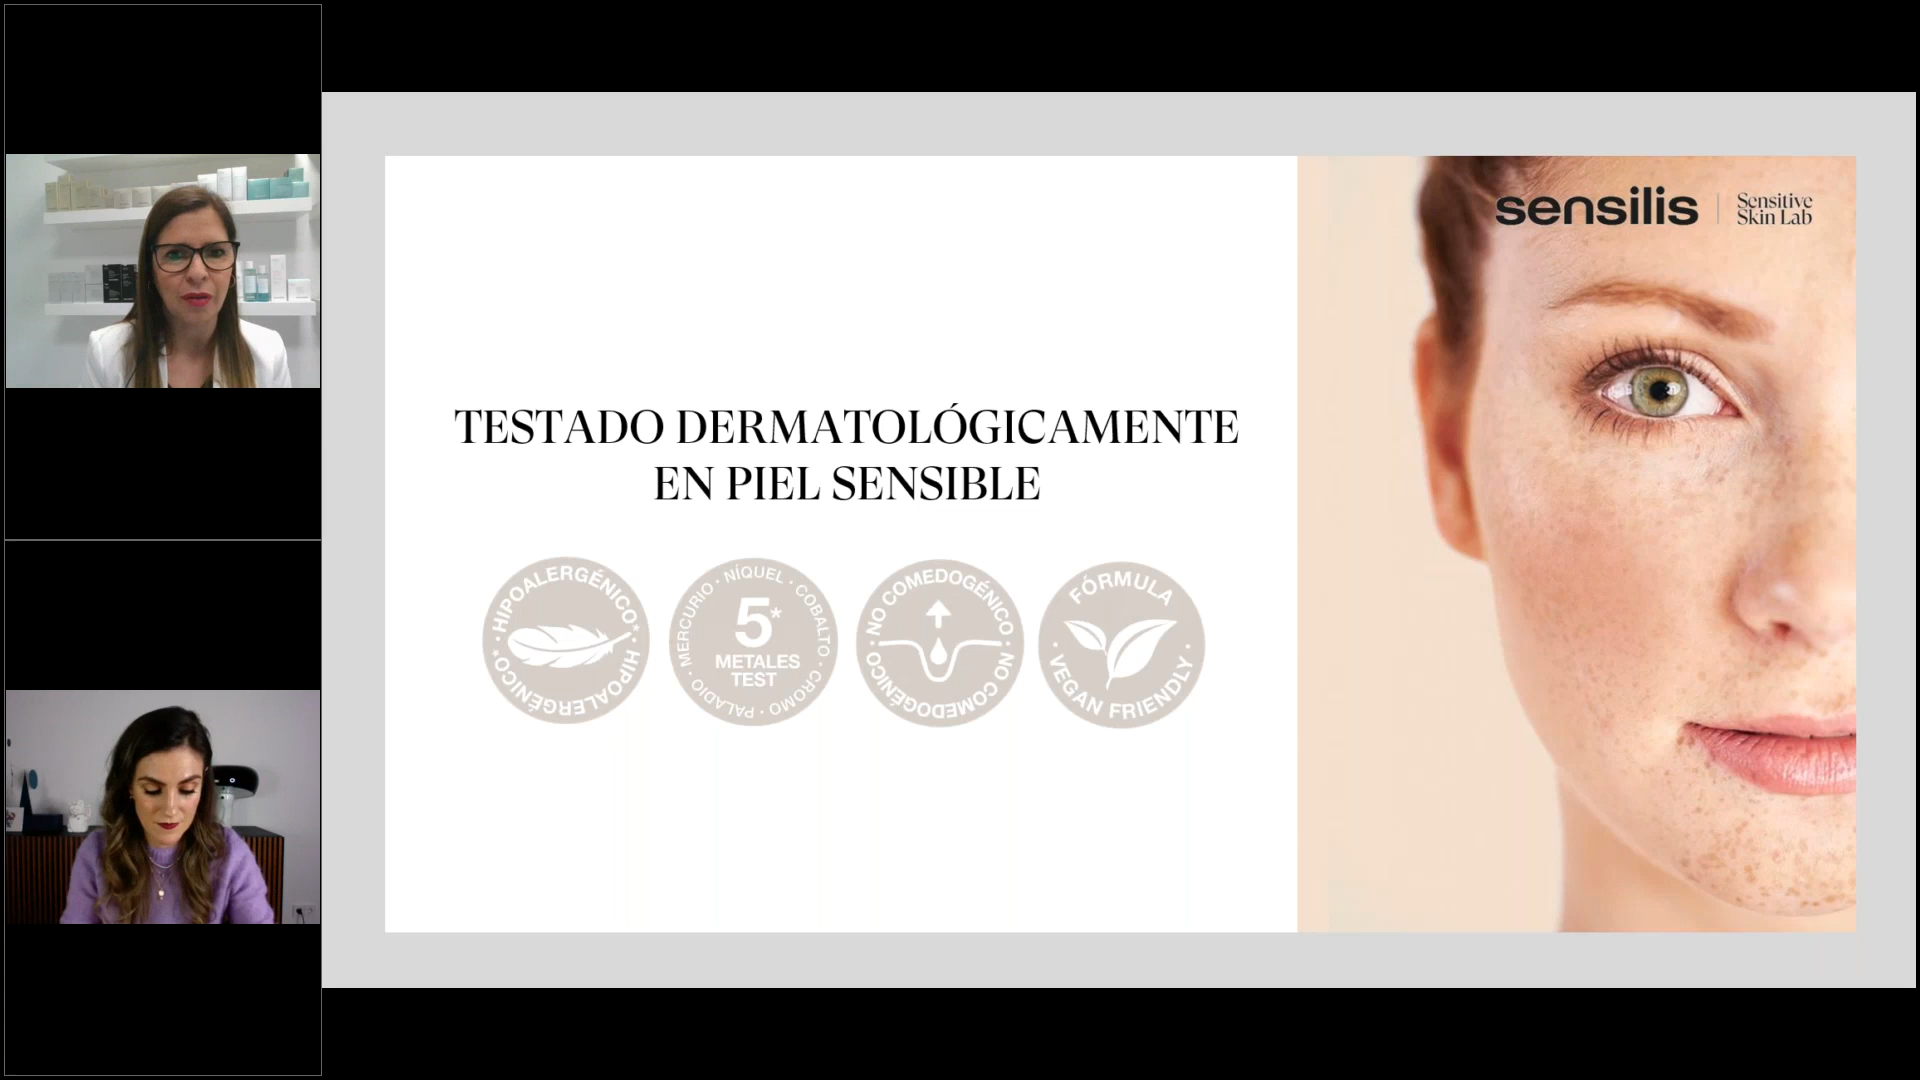 sensilis | Sensitive
Skin Lab
TESTADO DERMATOLÓGICAMENTE
EN PIEL SENSIBLE
· HIPOALERGÉNICO* · HIPOALERGÉNICO*
MERCURIO · NÍQUEL · COBALTO · CROMO · PALADIO ·
5*
METALES
TEST
NO COMEDOGÉNICO · NO COMEDOGÉNICO ·
FÓRMULA
· VEGAN FRIENDLY ·